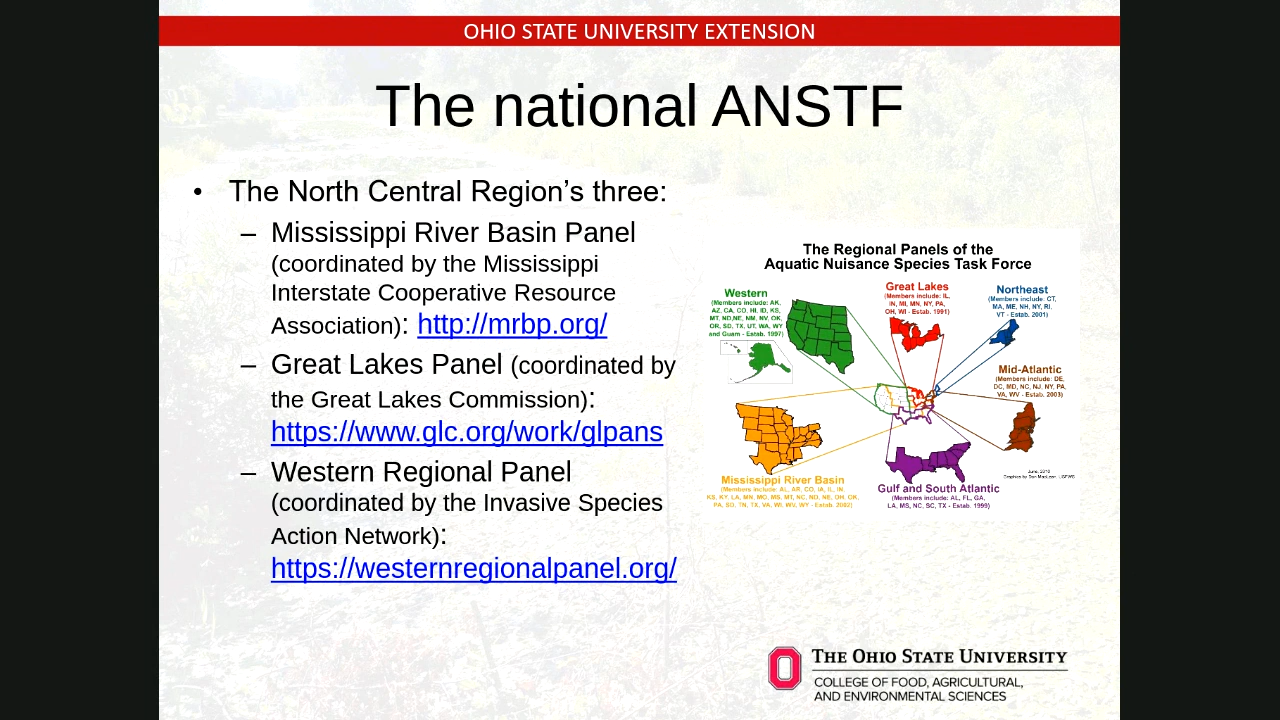 OHIO STATE UNIVERSITY EXTENSION
The national ANSTF
• The North Central Region’s three:
– Mississippi River Basin Panel
(coordinated by the Mississippi
Interstate Cooperative Resource
Association): http://mrbp.org/
– Great Lakes Panel (coordinated by
the Great Lakes Commission):
https://www.glc.org/work/glpans
– Western Regional Panel
(coordinated by the Invasive Species
Action Network):
https://westernregionalpanel.org/
The Regional Panels of the
Aquatic Nuisance Species Task Force
Western
(Members include: AK,
AZ, CA, CO, HI, ID, KS,
MT, ND,NE, NM, NV, OK,
OR, SD, TX, UT, WA, WY
and Guam - Estab. 1997)
Great Lakes
(Members include: IL,
IN, MI, MN, NY, PA,
OH, WI - Estab. 1991)
Northeast
(Members include: CT,
MA, ME, NH, NY, RI,
VT - Estab. 2001)
Mid-Atlantic
(Members include: DE,
DC, MD, NC, NJ, NY, PA,
VA, WV - Estab. 2003)
Mississippi River Basin
(Members include: AL, AR, CO, IA, IL, IN,
KS, KY, LA, MN, MO, MS, MT, NC, ND, NE, OH, OK,
PA, SD, TN, TX, VA, WI, WV, WY - Estab. 2002)
Gulf and South Atlantic
(Members include: AL, FL, GA,
LA, MS, NC, SC, TX - Estab. 1999)
June, 2010
Graphics by Don MacLean, USFWS
THE OHIO STATE UNIVERSITY
COLLEGE OF FOOD, AGRICULTURAL,
AND ENVIRONMENTAL SCIENCES